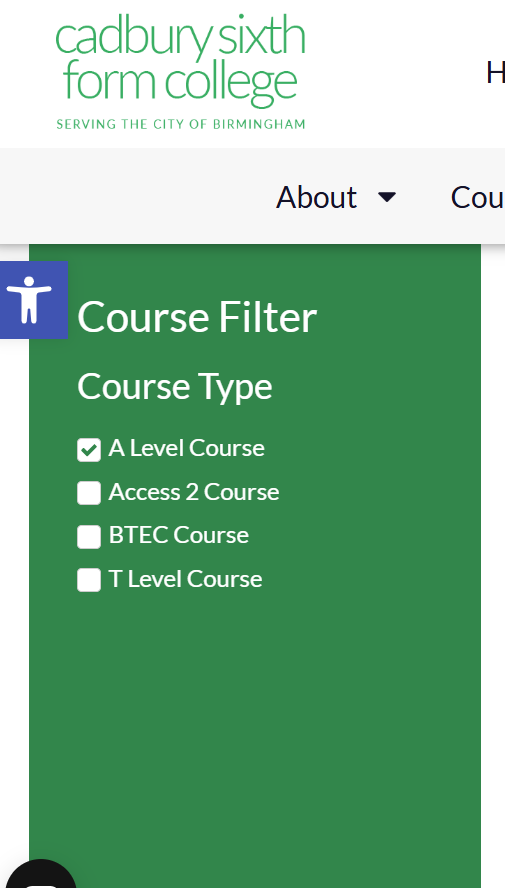 cadbury sixth
form college
SERVING THE CITY OF BIRMINGHAM
H
About
Cou
Course Filter
Course Type
A Level Course
Access 2 Course
BTEC Course
T Level Course